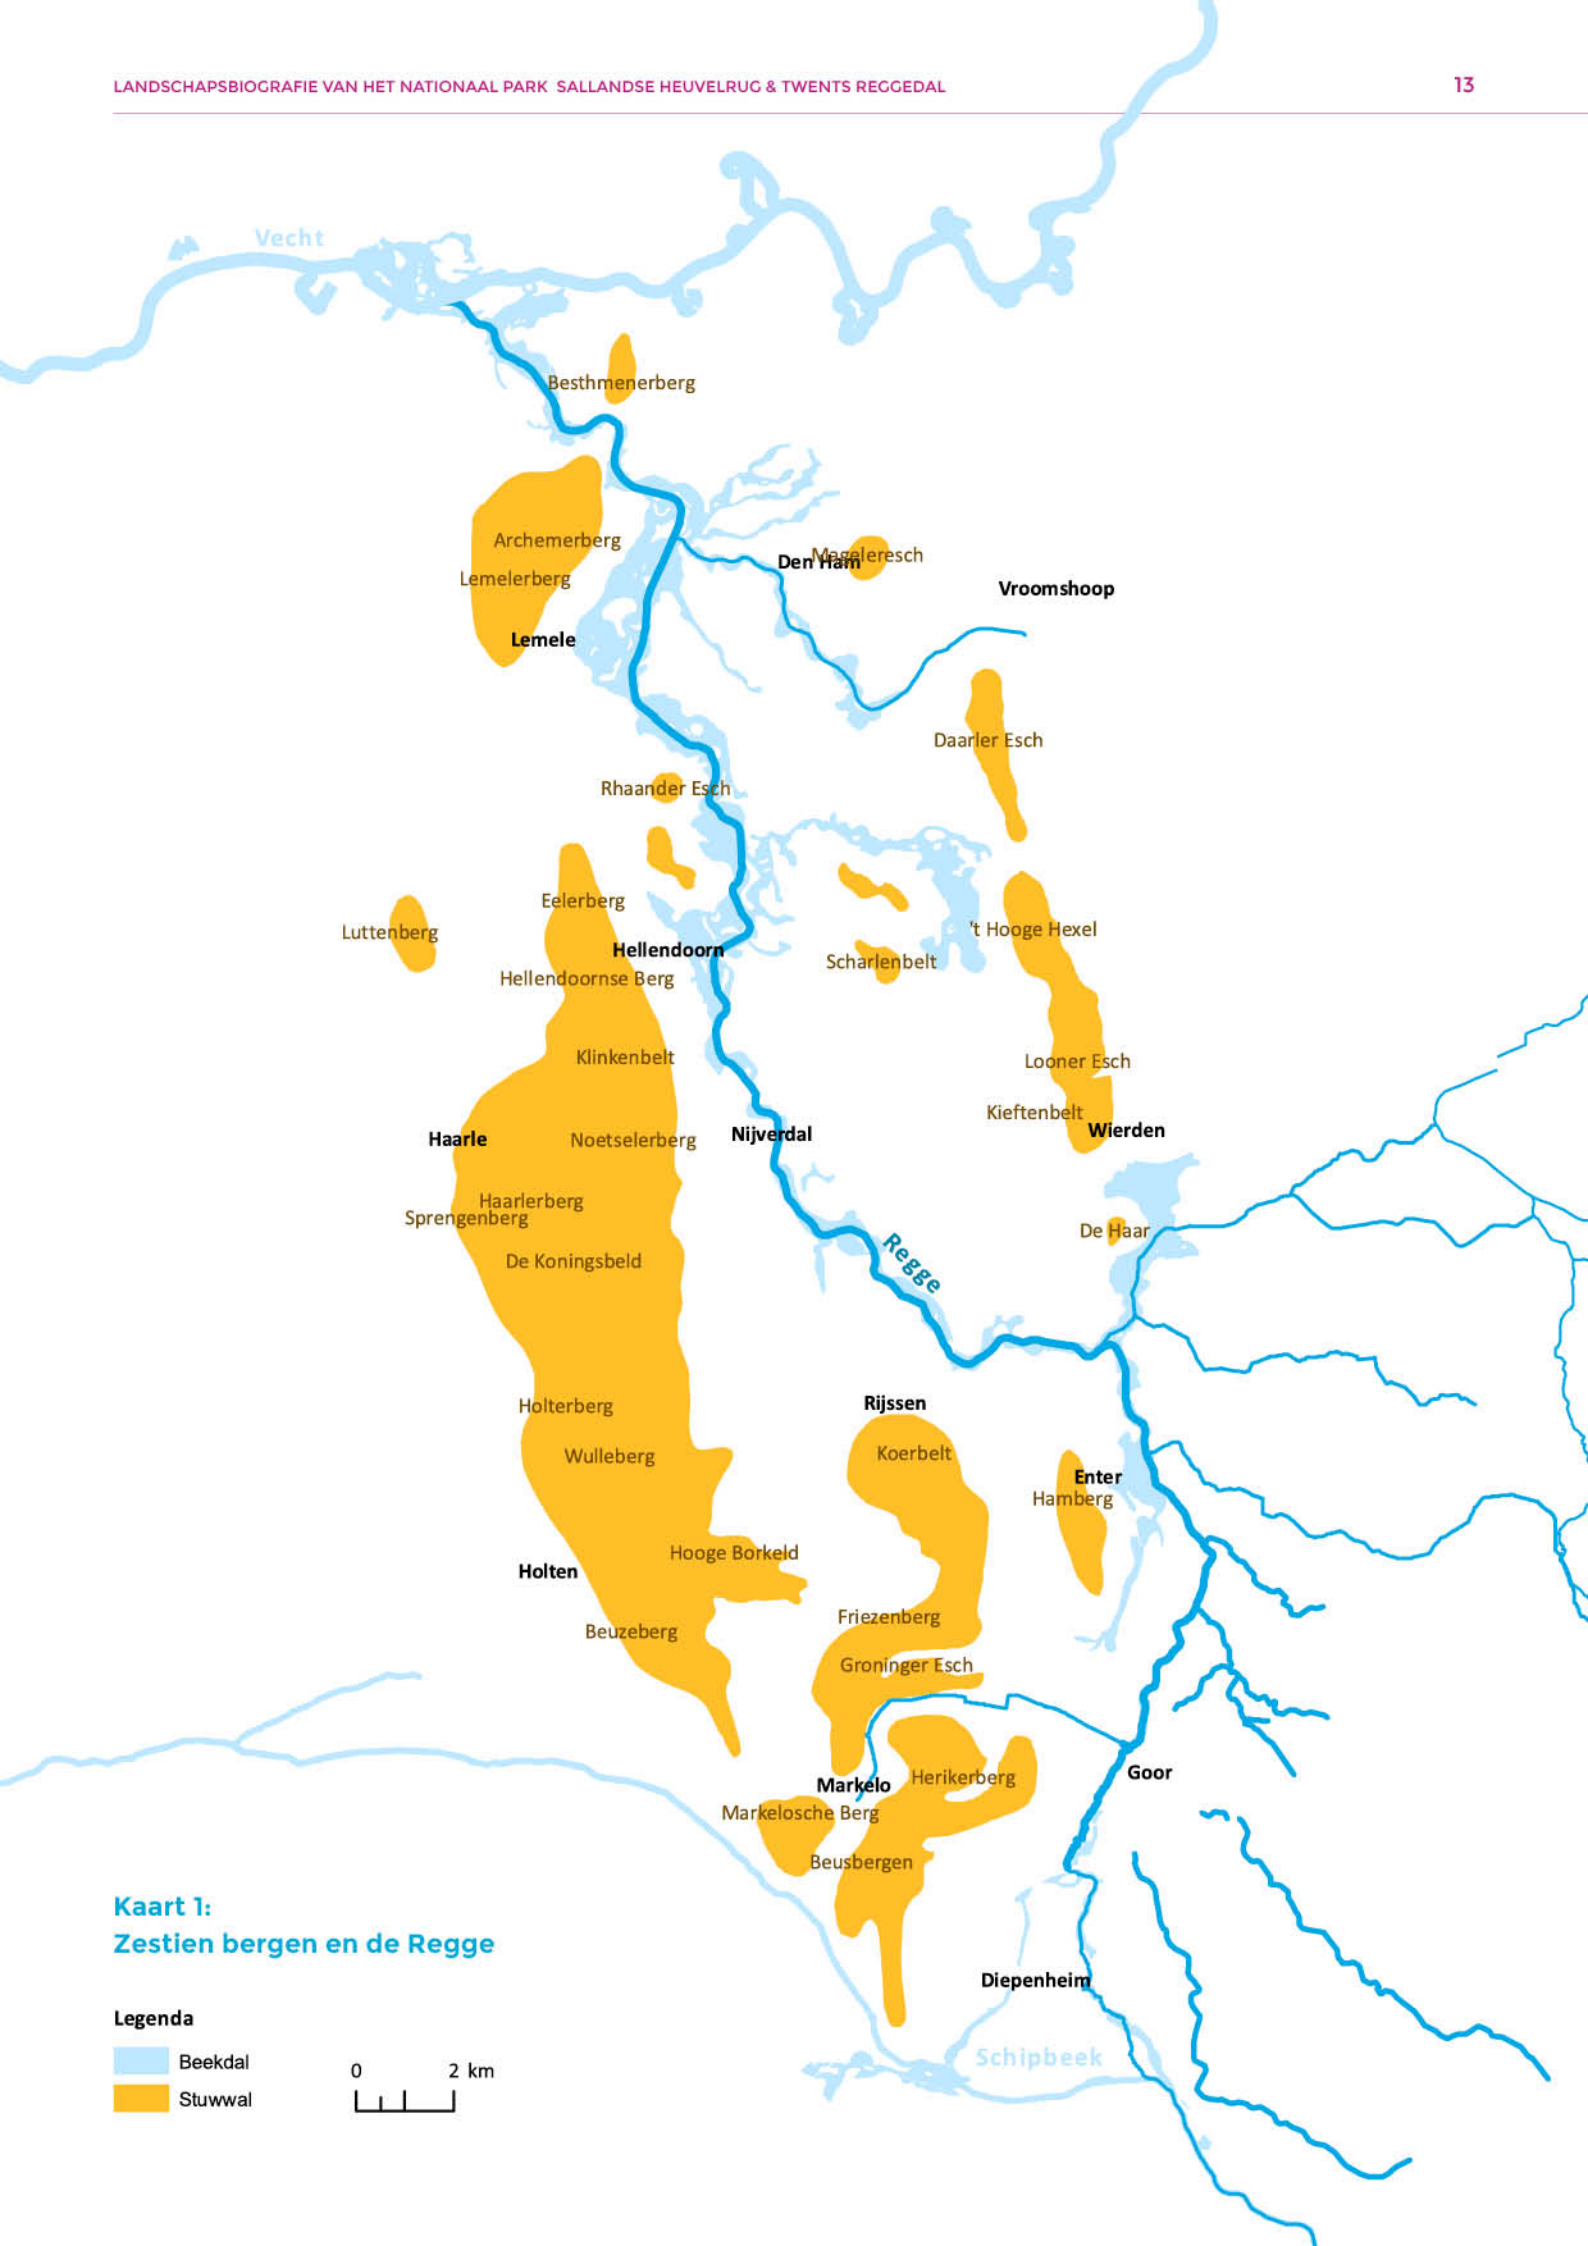 LANDSCHAPSBIOGRAFIE VAN HET NATIONAAL PARK SALLANDSE HEUVELRUG & TWENTS REGGEDAL
13
Vecht
Besthmenerberg
Archemerberg
Mageleresch
Den Ham
Lemelerberg
Vroomshoop
Lemele
Daarler Esch
Rhaander Esch
Eelerberg
Luttenberg
't Hooge Hexel
Hellendoorn
Scharlenbelt
Hellendoornse Berg
Klinkenbelt
Looner Esch
Kieftenbelt
Wierden
Haarle
Noetselerberg
Nijverdal
Haarlerberg
Sprengenberg
De Haar
De Koningsbeld
Regge
Holterberg
Rijssen
Wulleberg
Koerbelt
Enter
Hamberg
Hooge Borkeld
Holten
Friezenberg
Beuzeberg
Groninger Esch
Goor
Herikerberg
Markelo
Markelosche Berg
Beusbergen
Kaart 1:
Zestien bergen en de Regge
Diepenheim
Legenda
Schipbeek
Beekdal
0 2 km
Stuwwal